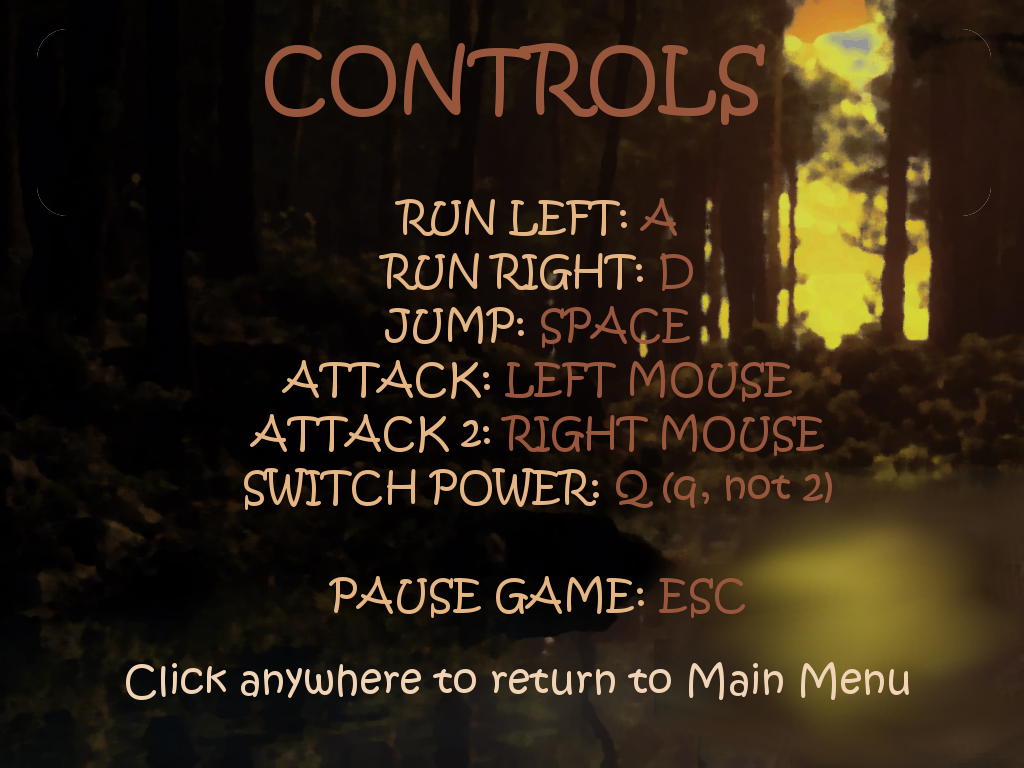 CONTROLS
RUN LEFT: A
RUN RIGHT: D
JUMP: SPACE
ATTACK: LEFT MOUSE
ATTACK 2: RIGHT MOUSE
SWITCH POWER: Q (q, not 2)
PAUSE GAME: ESC
Click anywhere to return to Main Menu